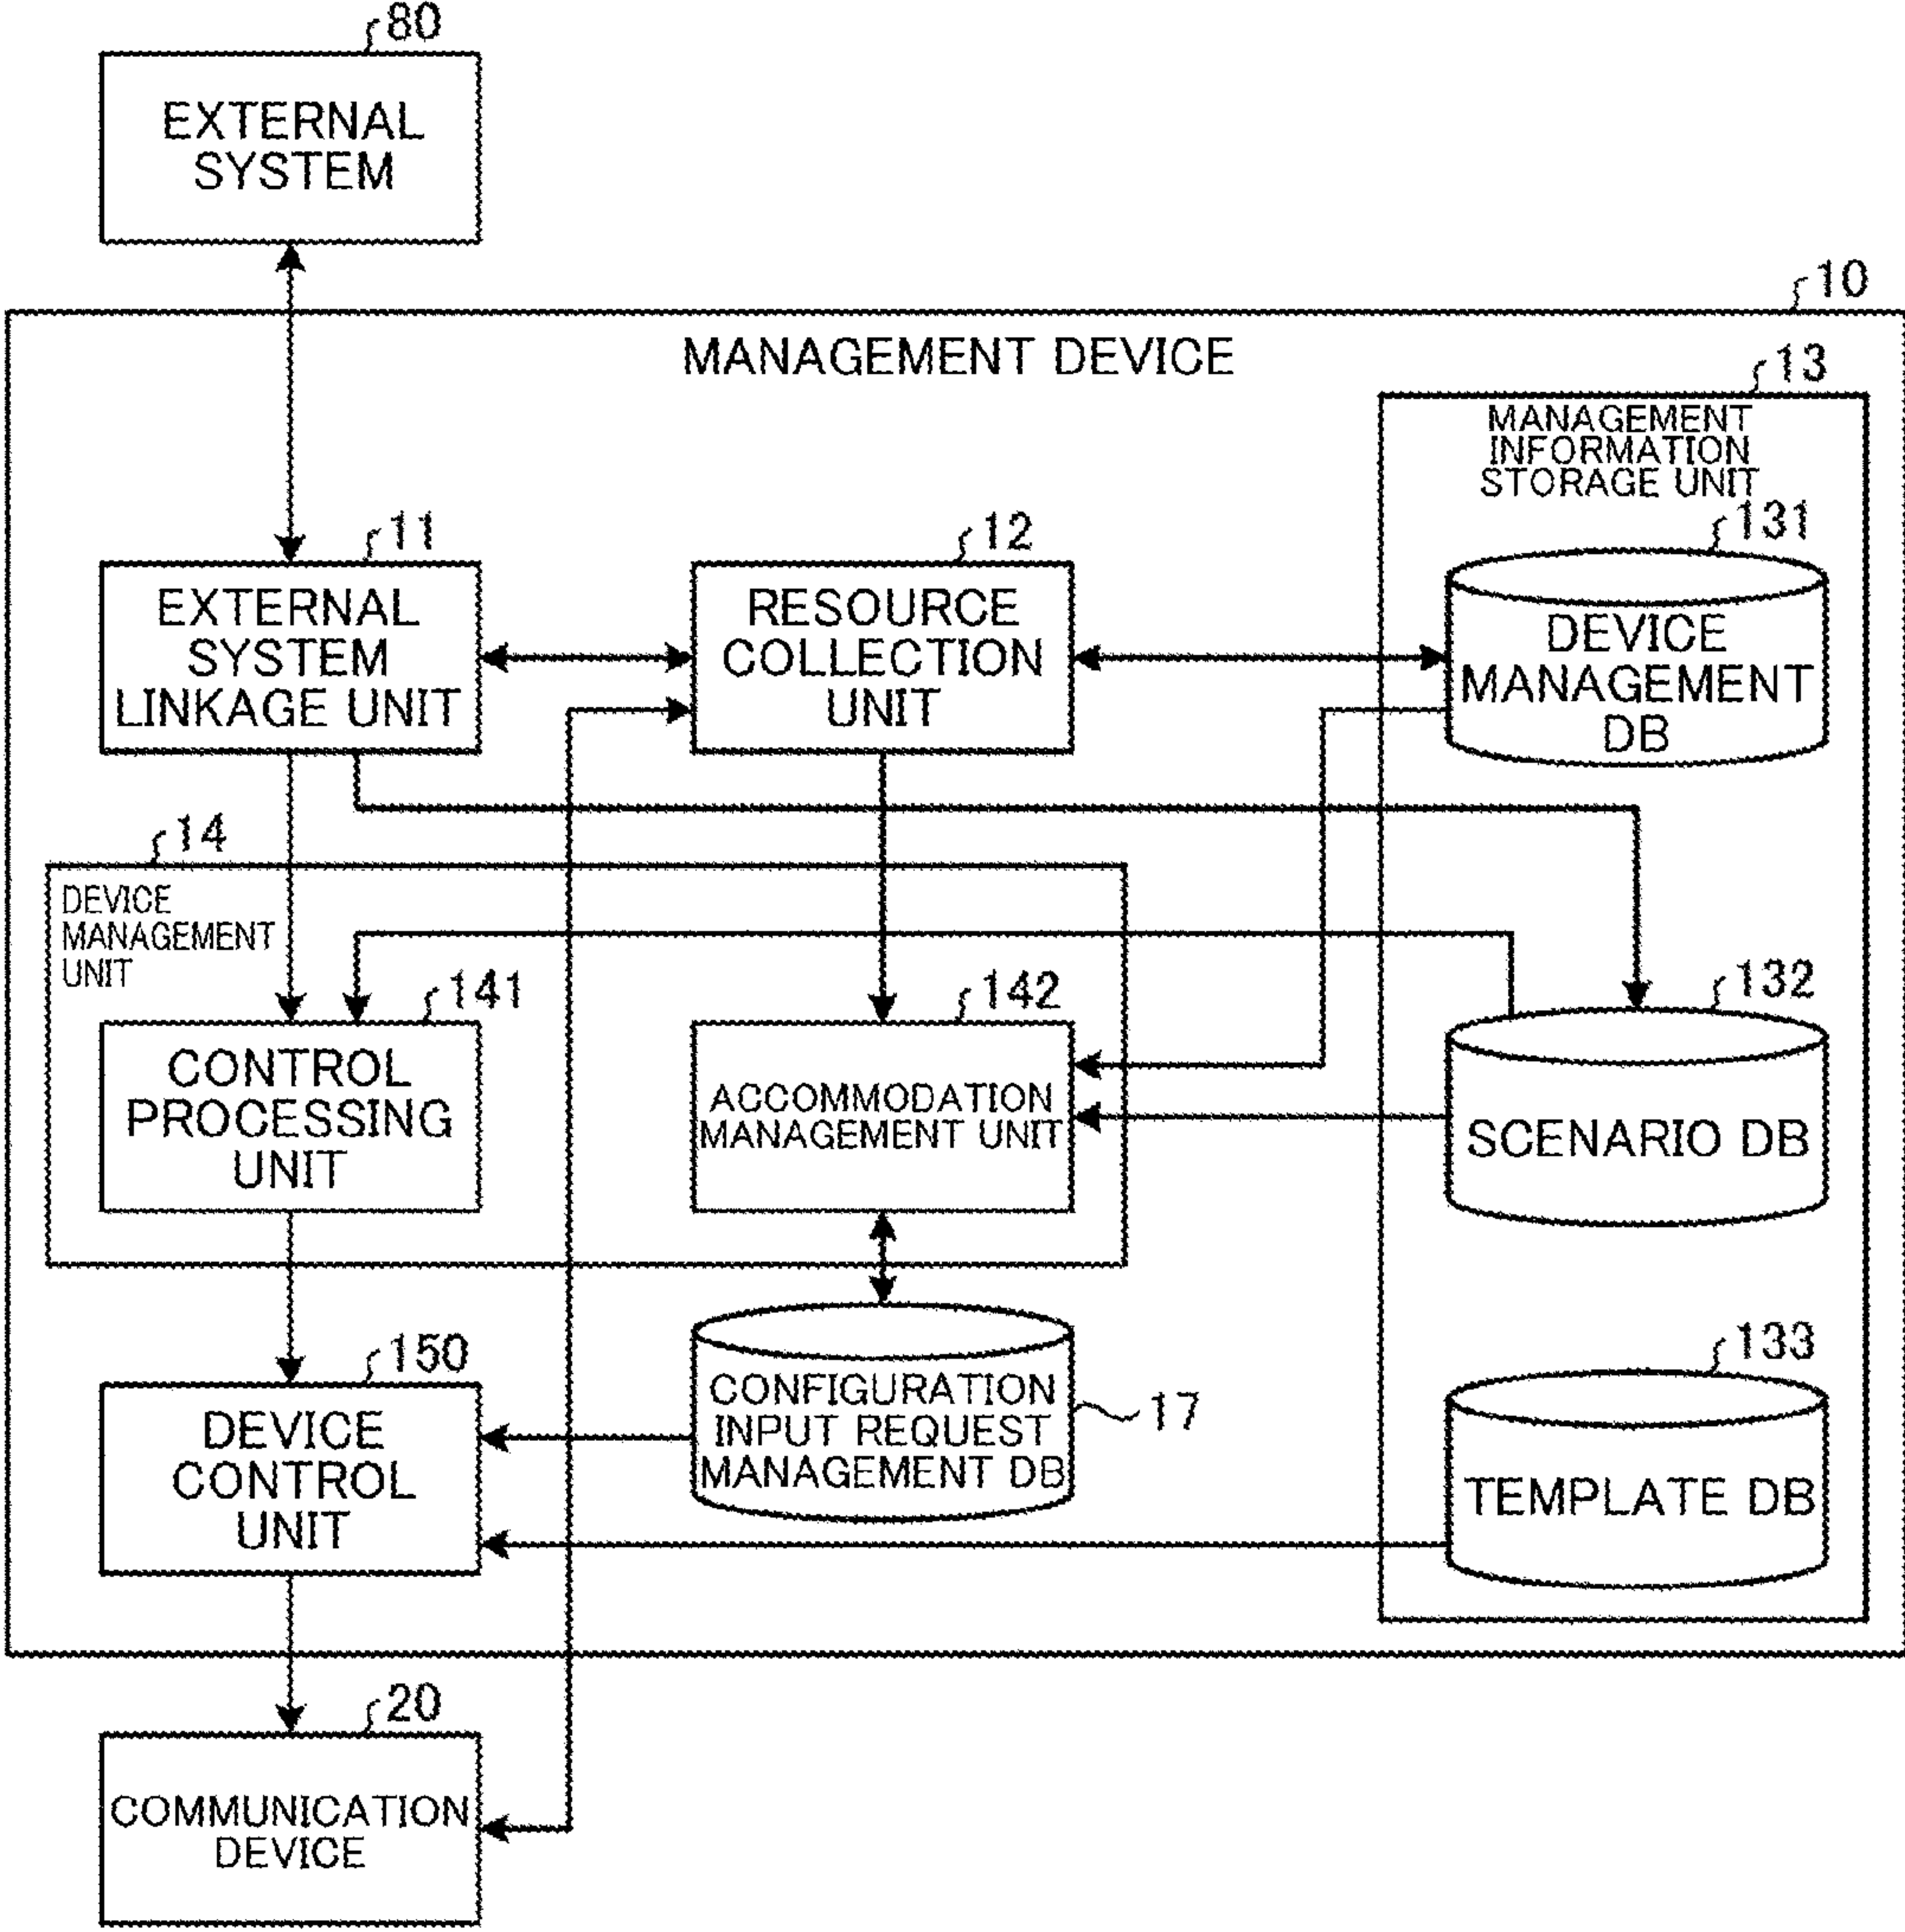 80
EXTERNAL
SYSTEM
10
MANAGEMENT DEVICE
13
MANAGEMENT
INFORMATION
STORAGE UNIT
11
EXTERNAL
SYSTEM
LINKAGE UNIT
12
RESOURCE
COLLECTION
UNIT
131
DEVICE
MANAGEMENT
DB
14
DEVICE
MANAGEMENT
UNIT
141
CONTROL
PROCESSING
UNIT
142
ACCOMMODATION
MANAGEMENT UNIT
132
SCENARIO DB
150
DEVICE
CONTROL
UNIT
CONFIGURATION
INPUT REQUEST
MANAGEMENT DB
17
133
TEMPLATE DB
20
COMMUNICATION
DEVICE